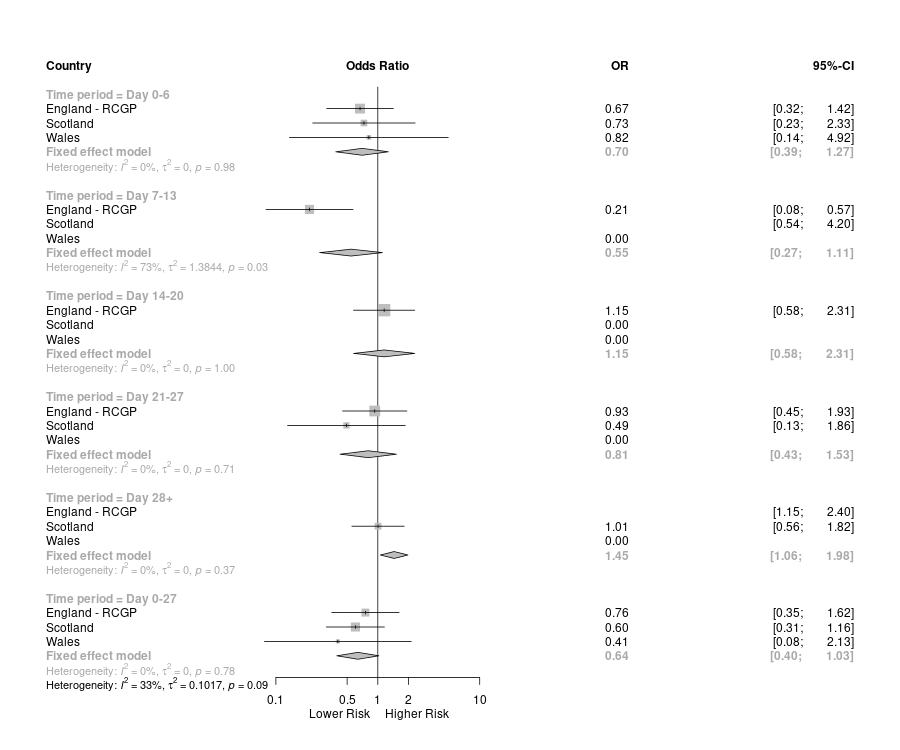 Country Odds Ratio OR 95%-CI
Time period = Day 0-6
England - RCGP 0.67 [0.32; 1.42]
Scotland 0.73 [0.23; 2.33]
Wales 0.82 [0.14; 4.92]
Fixed effect model 0.70 [0.39; 1.27]
Heterogeneity: I² = 0%, τ² = 0, p = 0.98
Time period = Day 7-13
England - RCGP 0.21 [0.08; 0.57]
Scotland [0.54; 4.20]
Wales 0.00
Fixed effect model 0.55 [0.27; 1.11]
Heterogeneity: I² = 73%, τ² = 1.3844, p = 0.03
Time period = Day 14-20
England - RCGP 1.15 [0.58; 2.31]
Scotland 0.00
Wales 0.00
Fixed effect model 1.15 [0.58; 2.31]
Heterogeneity: I² = 0%, τ² = 0, p = 1.00
Time period = Day 21-27
England - RCGP 0.93 [0.45; 1.93]
Scotland 0.49 [0.13; 1.86]
Wales 0.00
Fixed effect model 0.81 [0.43; 1.53]
Heterogeneity: I² = 0%, τ² = 0, p = 0.71
Time period = Day 28+
England - RCGP [1.15; 2.40]
Scotland 1.01 [0.56; 1.82]
Wales 0.00
Fixed effect model 1.45 [1.06; 1.98]
Heterogeneity: I² = 0%, τ² = 0, p = 0.37
Time period = Day 0-27
England - RCGP 0.76 [0.35; 1.62]
Scotland 0.60 [0.31; 1.16]
Wales 0.41 [0.08; 2.13]
Fixed effect model 0.64 [0.40; 1.03]
Heterogeneity: I² = 0%, τ² = 0, p = 0.78
Heterogeneity: I² = 33%, τ² = 0.1017, p = 0.09
0.1 0.5 1 2 10
Lower Risk Higher Risk